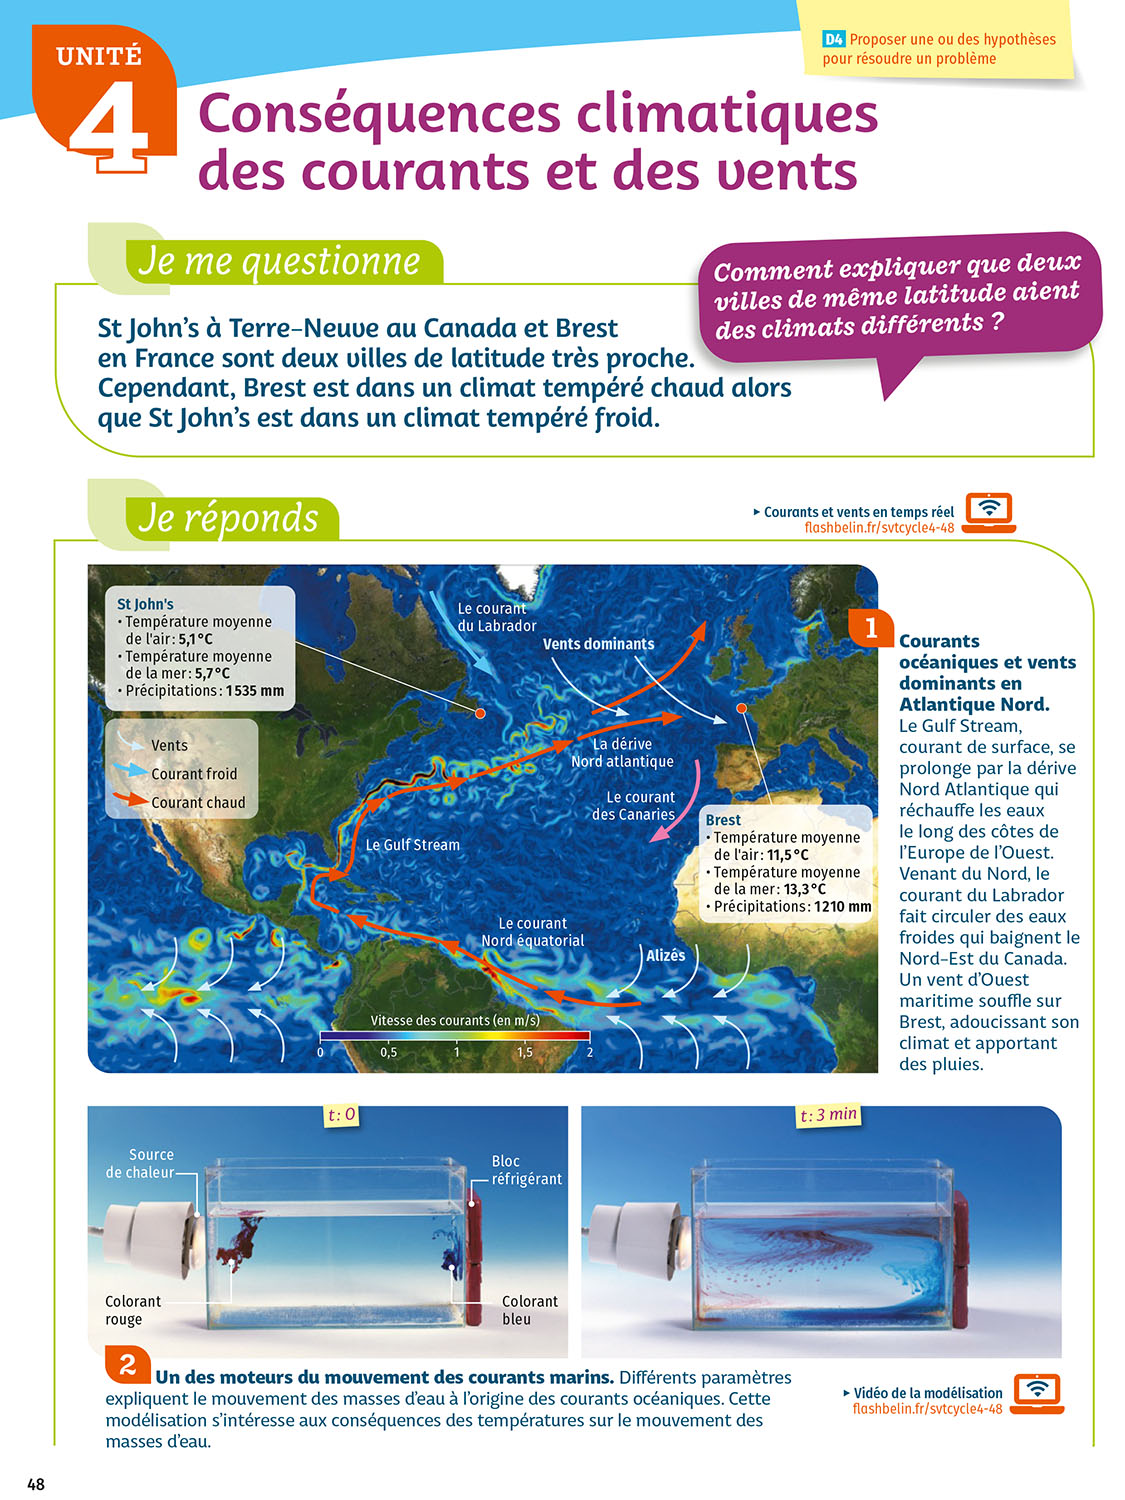 UNITÉ
4
D4 Proposer une ou des hypothèses
pour résoudre un problème
Conséquences climatiques
des courants et des vents
Je me questionne
Comment expliquer que deux
villes de même latitude aient
des climats différents ?
St John's à Terre-Neuve au Canada et Brest
en France sont deux villes de latitude très proche.
Cependant, Brest est dans un climat tempéré chaud alors
que St John's est dans un climat tempéré froid.
Je réponds
▸ Courants et vents en temps réel
flashbelin.fr/svtcycle4-48
St John's
• Température moyenne
de l'air : 5,1 °C
• Température moyenne
de la mer : 5,7 °C
• Précipitations : 1 535 mm
Vents
Courant froid
Courant chaud
Le courant
du Labrador
Vents dominants
La dérive
Nord atlantique
Le courant
des Canaries
Le Gulf Stream
Brest
• Température moyenne
de l'air : 11,5 °C
• Température moyenne
de la mer : 13,3 °C
• Précipitations : 1 210 mm
Le courant
Nord équatorial
Alizés
Vitesse des courants (en m/s)
0 0,5 1 1,5 2
1
Courants
océaniques et vents
dominants en
Atlantique Nord.
Le Gulf Stream,
courant de surface, se
prolonge par la dérive
Nord Atlantique qui
réchauffe les eaux
le long des côtes de
l'Europe de l'Ouest.
Venant du Nord, le
courant du Labrador
fait circuler des eaux
froides qui baignent le
Nord-Est du Canada.
Un vent d'Ouest
maritime souffle sur
Brest, adoucissant son
climat et apportant
des pluies.
t : 0
Source
de chaleur
Bloc
réfrigérant
Colorant
rouge
Colorant
bleu
t : 3 min
2 Un des moteurs du mouvement des courants marins. Différents paramètres
expliquent le mouvement des masses d'eau à l'origine des courants océaniques. Cette
modélisation s'intéresse aux conséquences des températures sur le mouvement des
masses d'eau.
▸ Vidéo de la modélisation
flashbelin.fr/svtcycle4-48
48